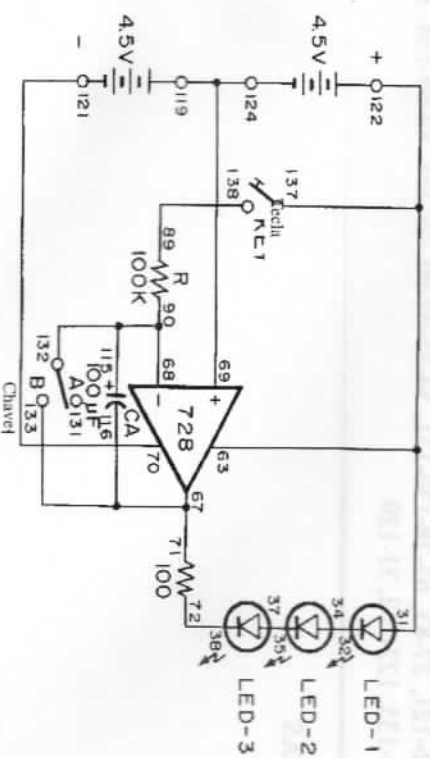 4.5V
4.5V
-
121
119
124
122
+
137
138
Tecla
KEY
89
R
100K
90
68
69
-
+
728
63
70
67
115
+
100µF
116
CA
132
A
131
B
133
Chave
71
100
72
31
32
LED-1
34
35
LED-2
37
38
LED-3